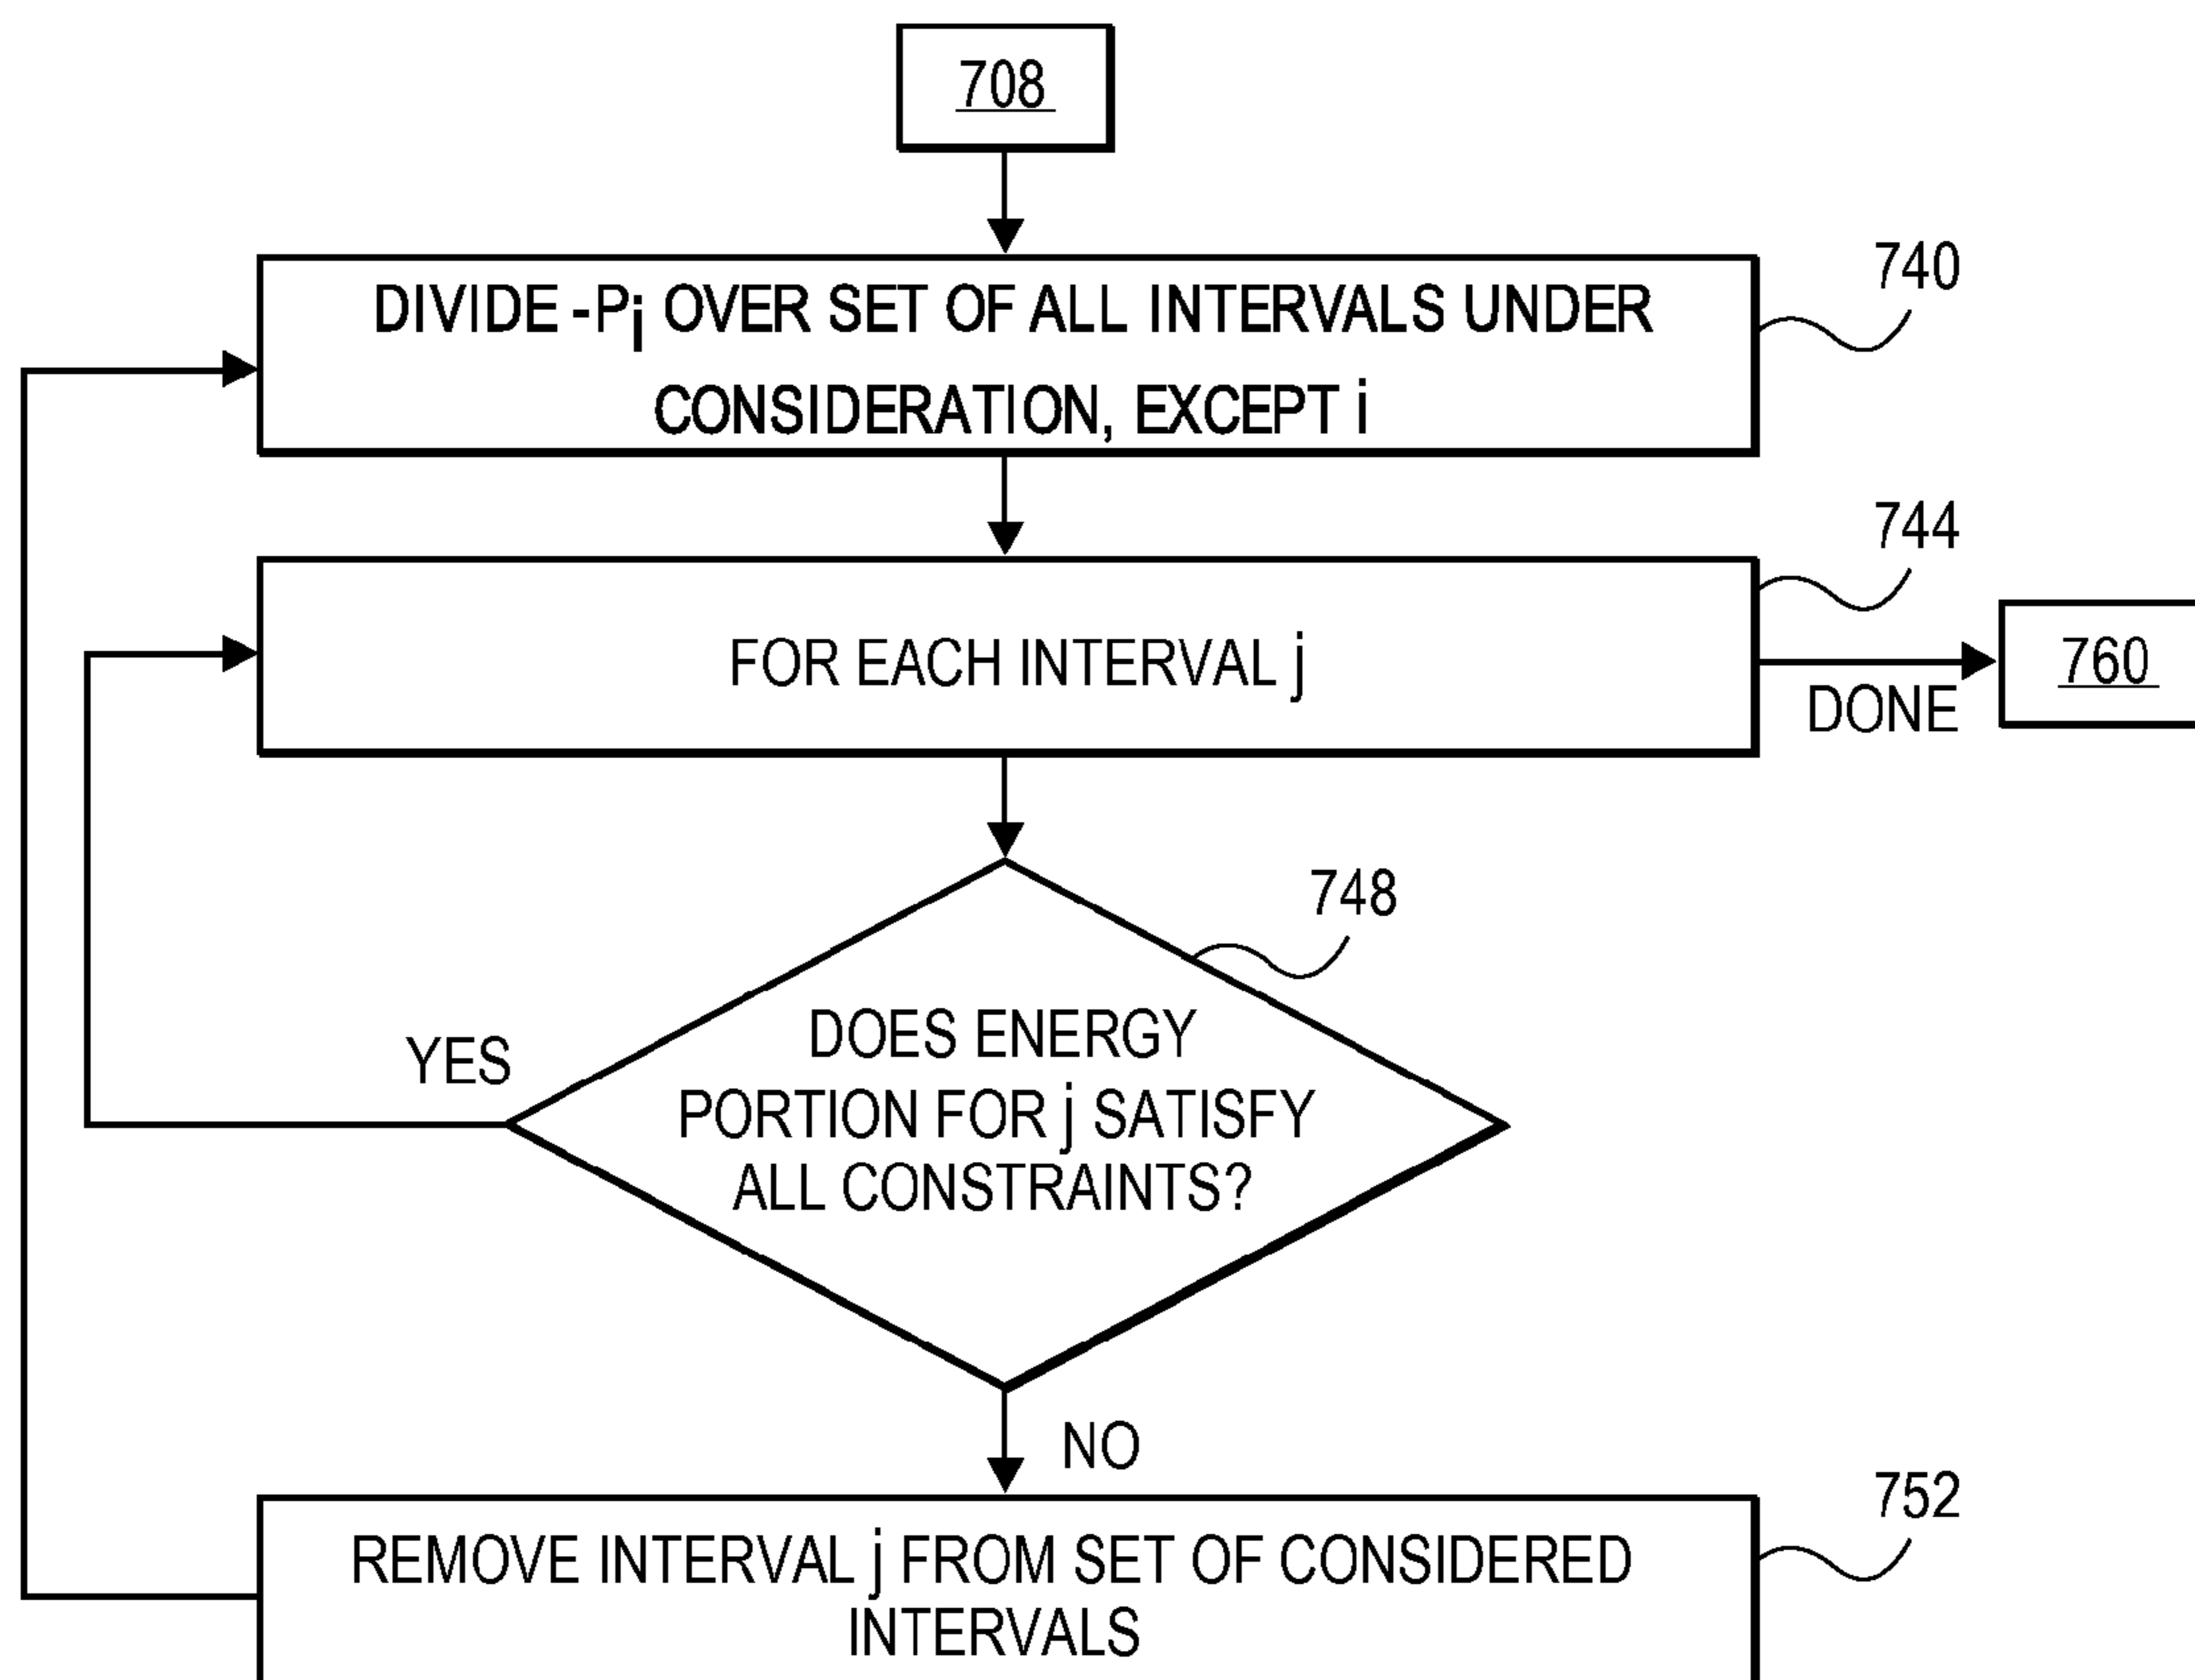 708
DIVIDE -Pi OVER SET OF ALL INTERVALS UNDER
CONSIDERATION, EXCEPT i
740
FOR EACH INTERVAL j
744
DONE
760
748
DOES ENERGY
PORTION FOR j SATISFY
ALL CONSTRAINTS?
YES
NO
REMOVE INTERVAL j FROM SET OF CONSIDERED
INTERVALS
752